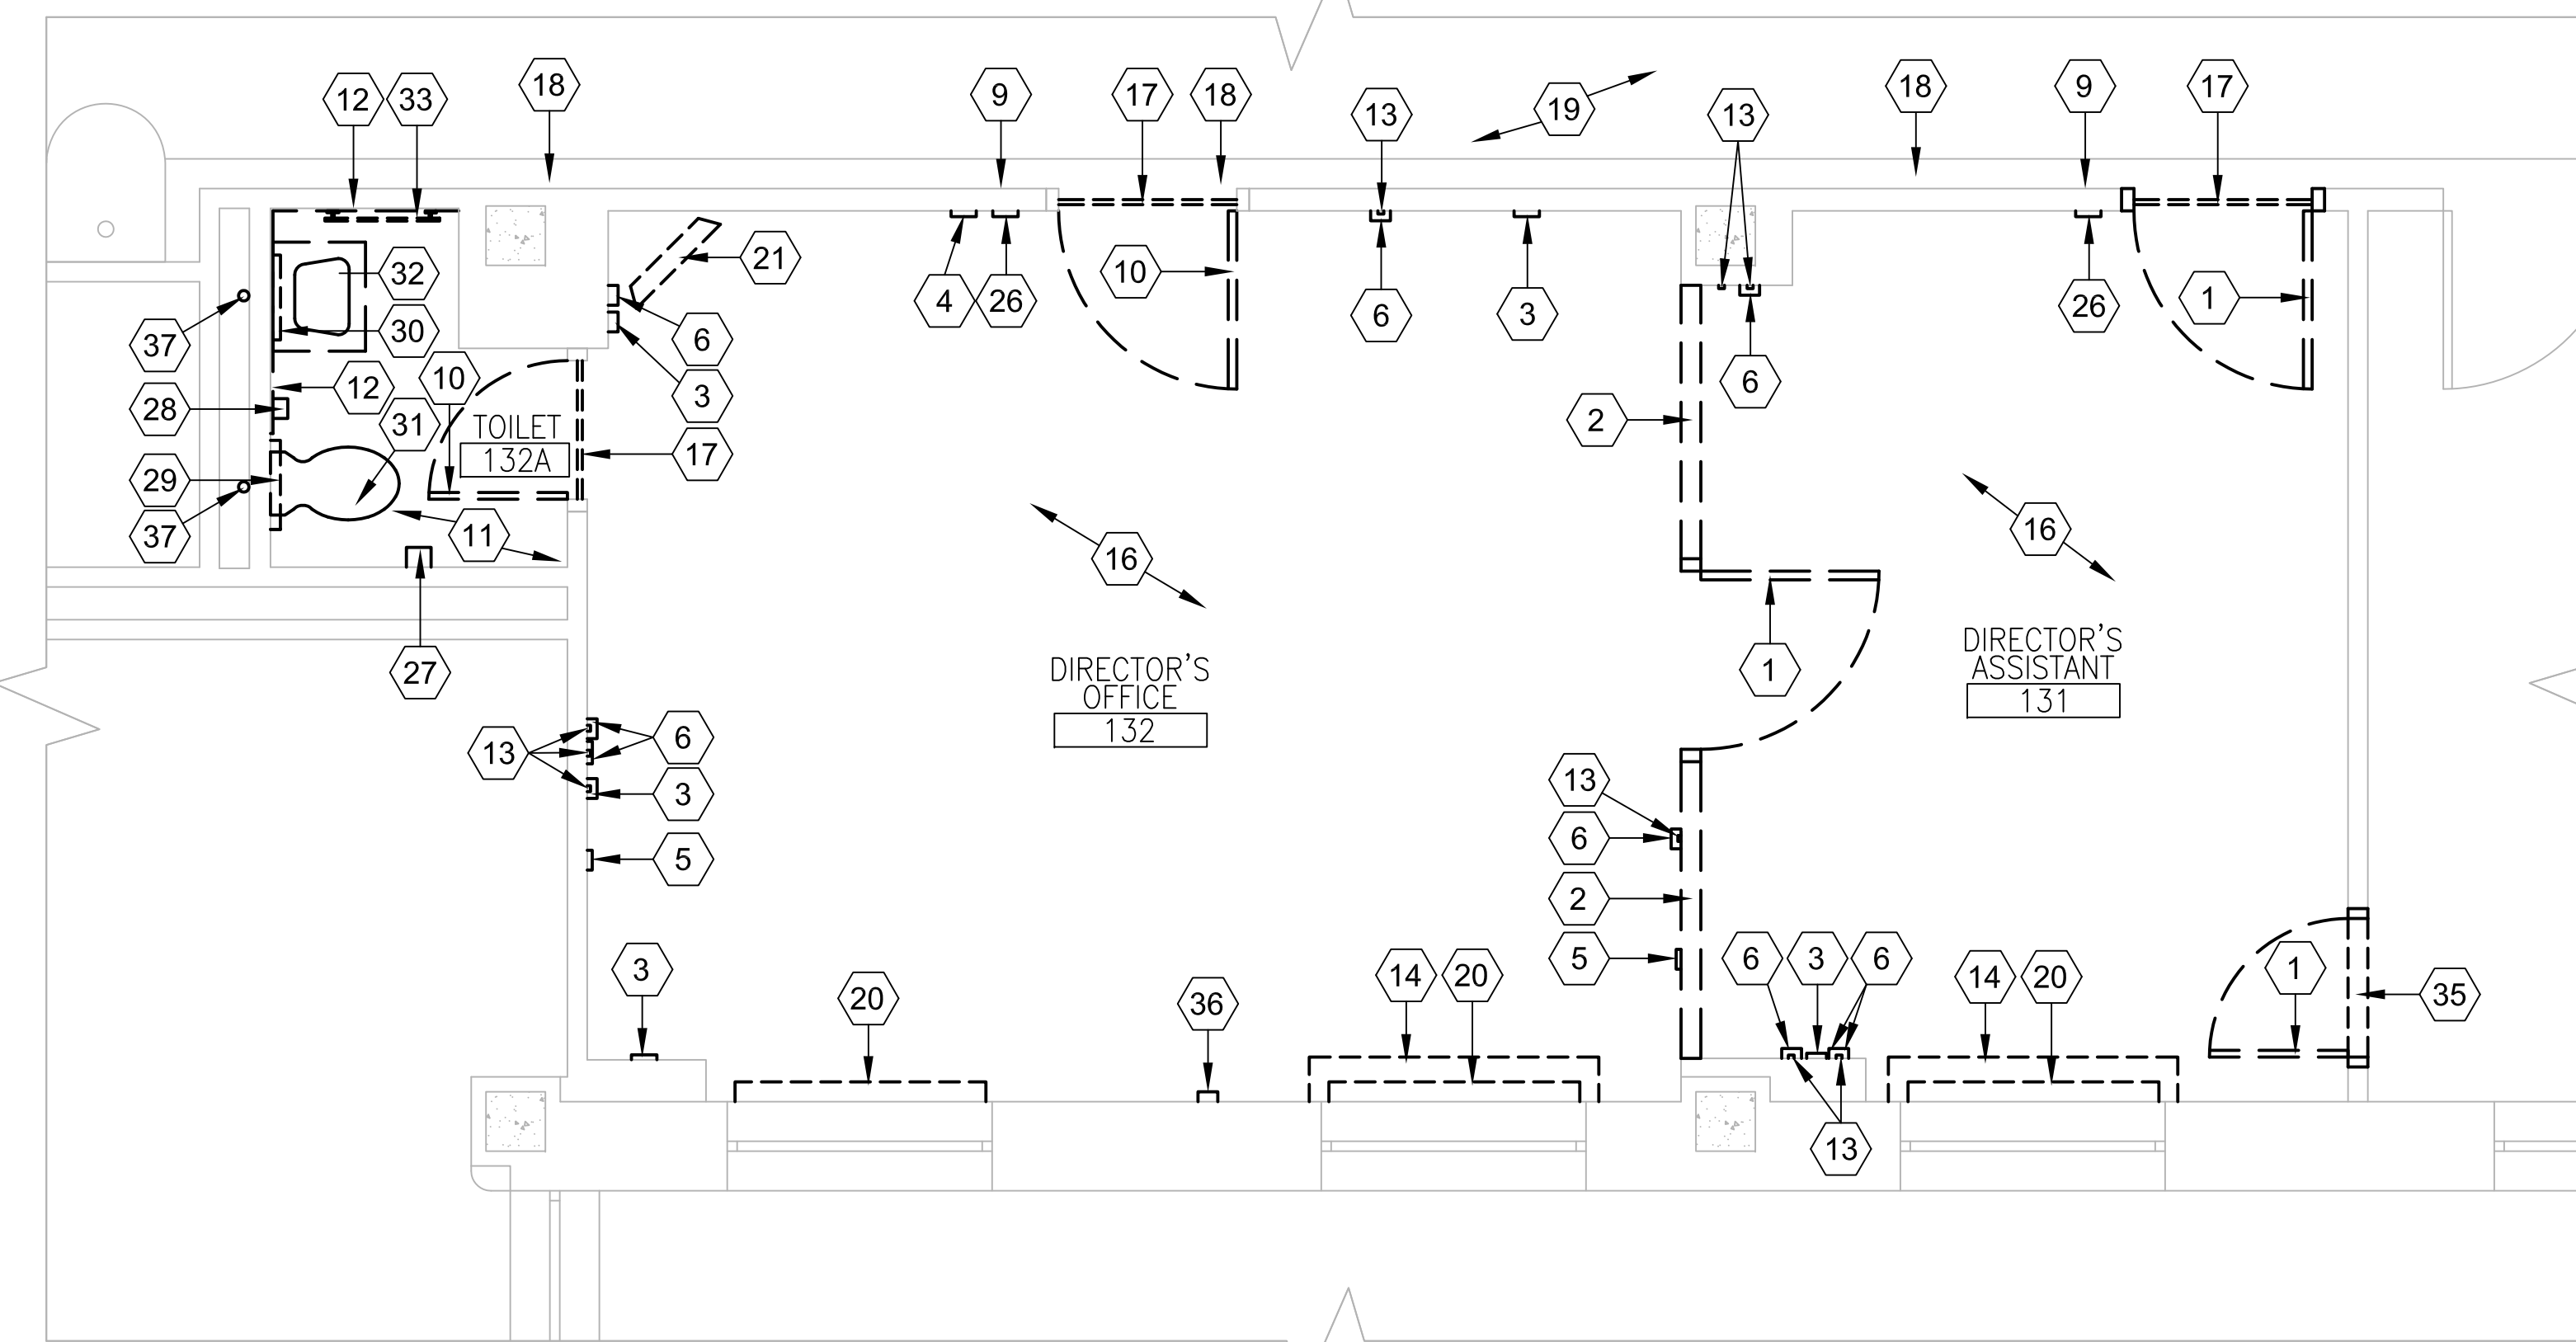 12 33 18 9 17 18 13 19 13 18 9 17
32 21 10 4 26 6 3 26 1
37 30 6 6
28 12 10 31 3 2
TOILET
132A
29 17
37 11 16 16
27 1
DIRECTOR'S
OFFICE
132
DIRECTOR'S
ASSISTANT
131
13 6 13
3 6
5 2
3 20 36 14 20 5 6 3 6 14 20 1 35
13